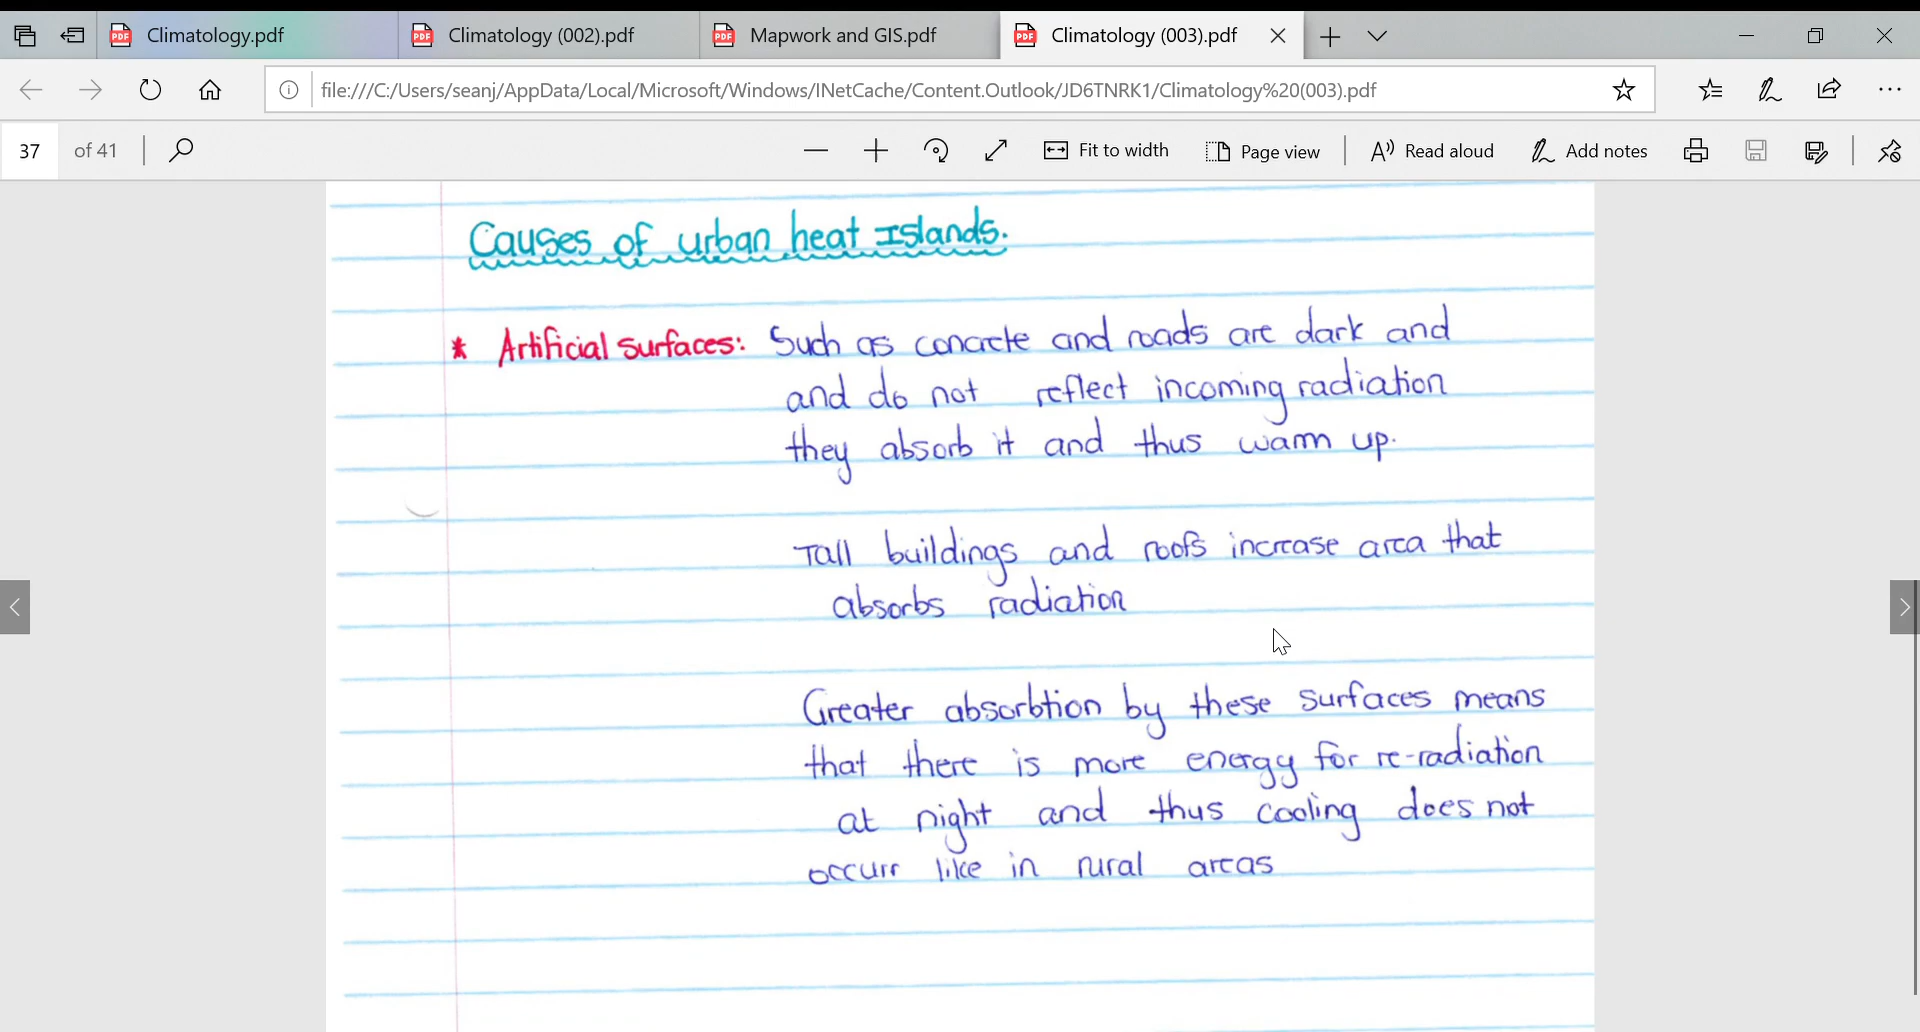 Climatology.pdf
Climatology (002).pdf
Mapwork and GIS.pdf
Climatology (003).pdf
file:///C:/Users/seanj/AppData/Local/Microsoft/Windows/INetCache/Content.Outlook/JD6TNRK1/Climatology%20(003).pdf
37 of 41
Fit to width
Page view
Read aloud
Add notes
Causes of urban heat Islands.
* Artificial surfaces: Such as concrete and roads are dark and
and do not reflect incoming radiation
they absorb it and thus warm up.
Tall buildings and roofs increase area that
absorbs radiation
Greater absorbtion by these surfaces means
that there is more energy for re-radiation
at night and thus cooling does not
occurr like in rural areas